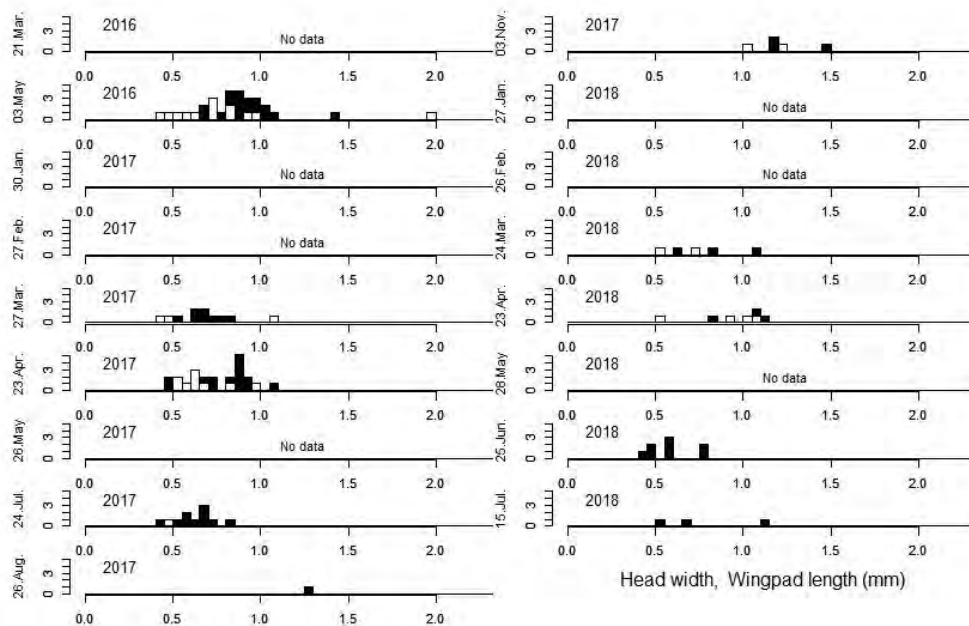 21.Mar. 0 3 2016 No data
0.0 0.5 1.0 1.5 2.0
03.May 0 3 2016
0.0 0.5 1.0 1.5 2.0
30.Jan. 0 3 2017 No data
0.0 0.5 1.0 1.5 2.0
27.Feb. 0 3 2017 No data
0.0 0.5 1.0 1.5 2.0
27.Mar. 0 3 2017
0.0 0.5 1.0 1.5 2.0
23.Apr. 0 3 2017
0.0 0.5 1.0 1.5 2.0
26.May 0 3 2017 No data
0.0 0.5 1.0 1.5 2.0
24.Jul. 0 3 2017
0.0 0.5 1.0 1.5 2.0
26.Aug. 0 3 2017
0.0 0.5 1.0 1.5 2.0
03.Nov. 0 3 2017
0.0 0.5 1.0 1.5 2.0
27.Jan. 0 3 2018 No data
0.0 0.5 1.0 1.5 2.0
26.Feb. 0 3 2018 No data
0.0 0.5 1.0 1.5 2.0
24.Mar. 0 3 2018
0.0 0.5 1.0 1.5 2.0
23.Apr. 0 3 2018
0.0 0.5 1.0 1.5 2.0
28.May 0 3 2018 No data
0.0 0.5 1.0 1.5 2.0
25.Jun. 0 3 2018
0.0 0.5 1.0 1.5 2.0
15.Jul. 0 3 2018
0.0 0.5 1.0 1.5 2.0
Head width, Wingpad length (mm)